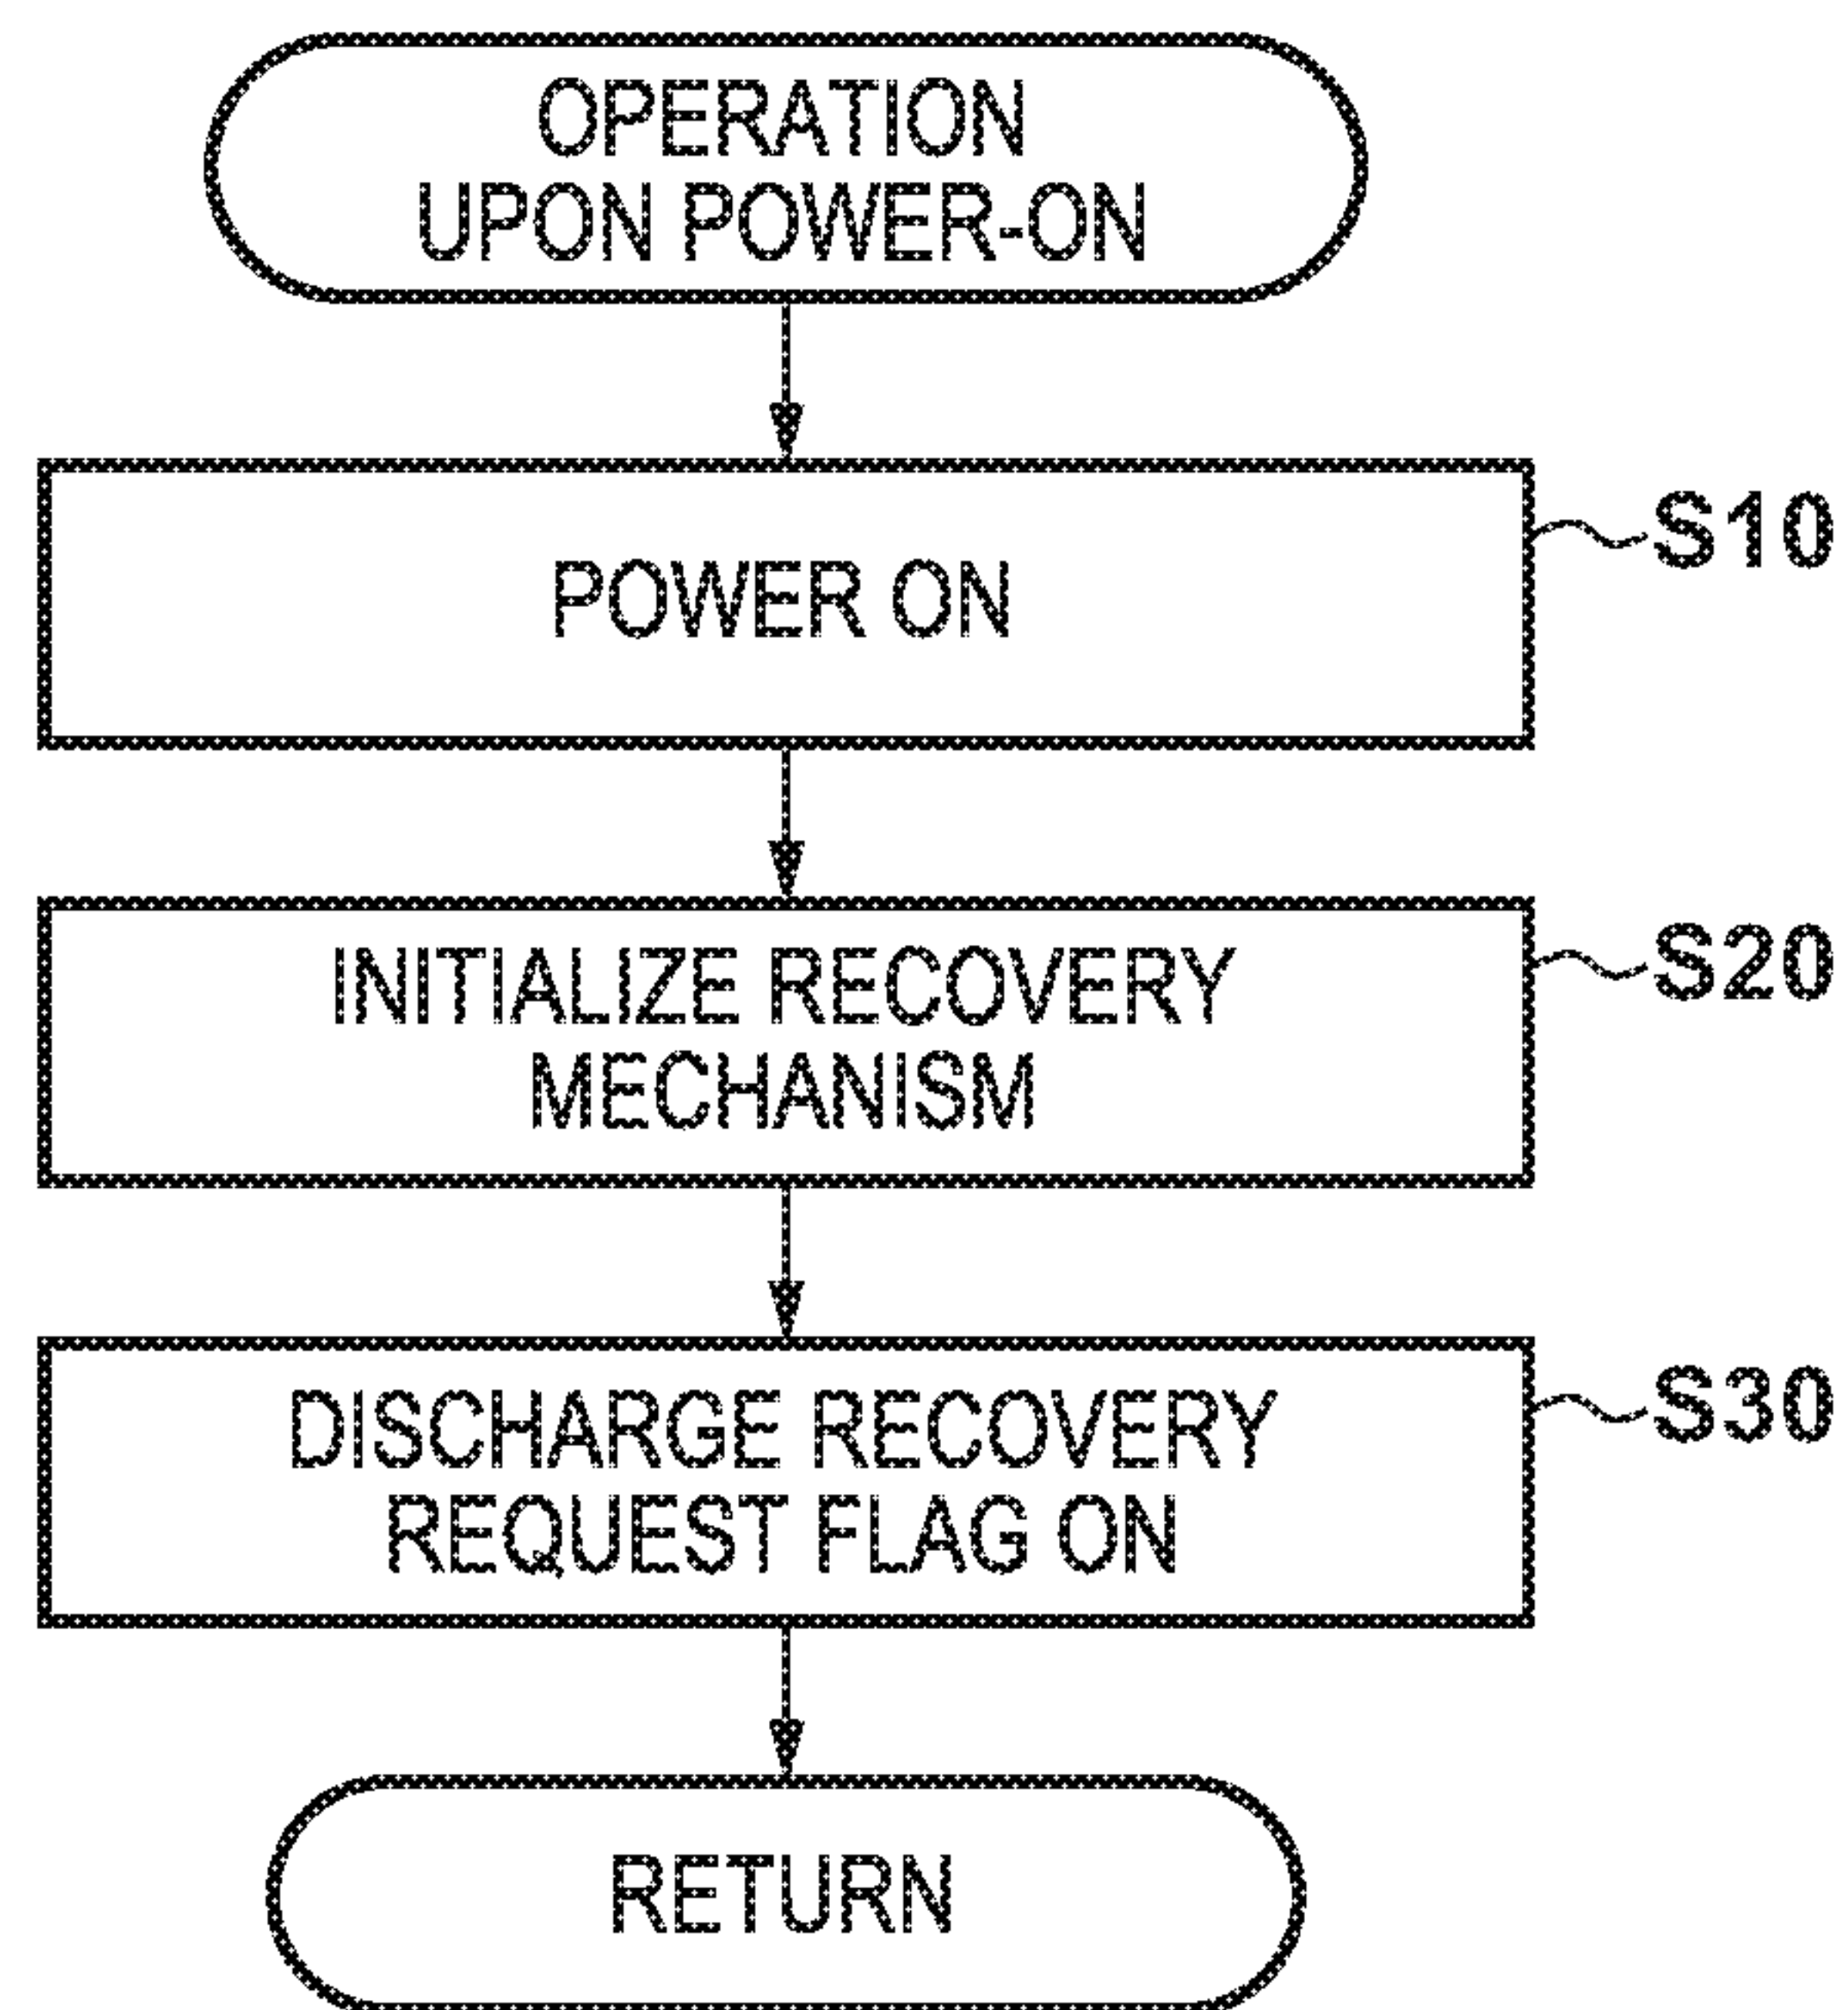 OPERATION
UPON POWER-ON
POWER ON
S10
INITIALIZE RECOVERY
MECHANISM
S20
DISCHARGE RECOVERY
REQUEST FLAG ON
S30
RETURN